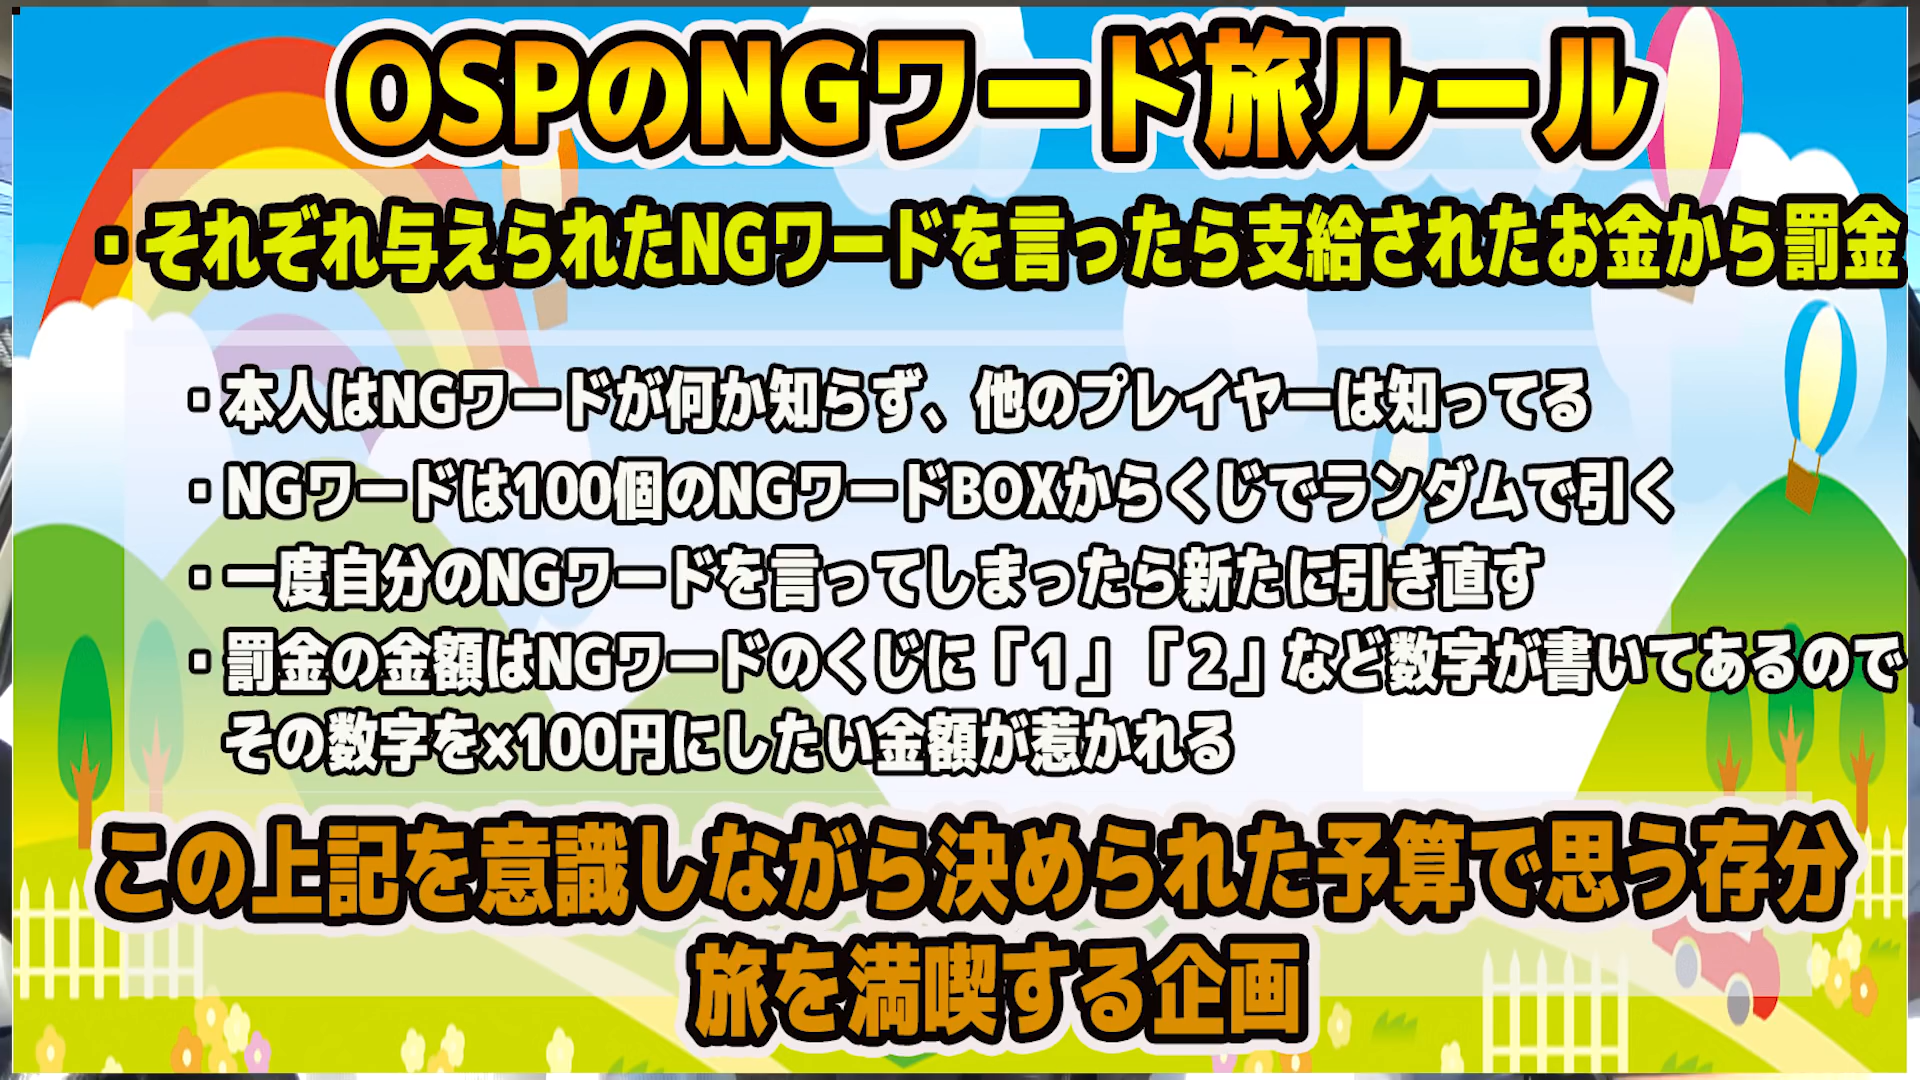 OSPのNGワード旅ルール
・それぞれ与えられたNGワードを言ったら支給されたお金から罰金
・本人はNGワードが何か知らず、他のプレイヤーは知ってる
・NGワードは100個のNGワードBOXからくじでランダムで引く
・一度自分のNGワードを言ってしまったら新たに引き直す
・罰金の金額はNGワードのくじに「1」「2」など数字が書いてあるので
その数字を×100円にしたい金額が惹かれる
この上記を意識しながら決められた予算で思う存分
旅を満喫する企画